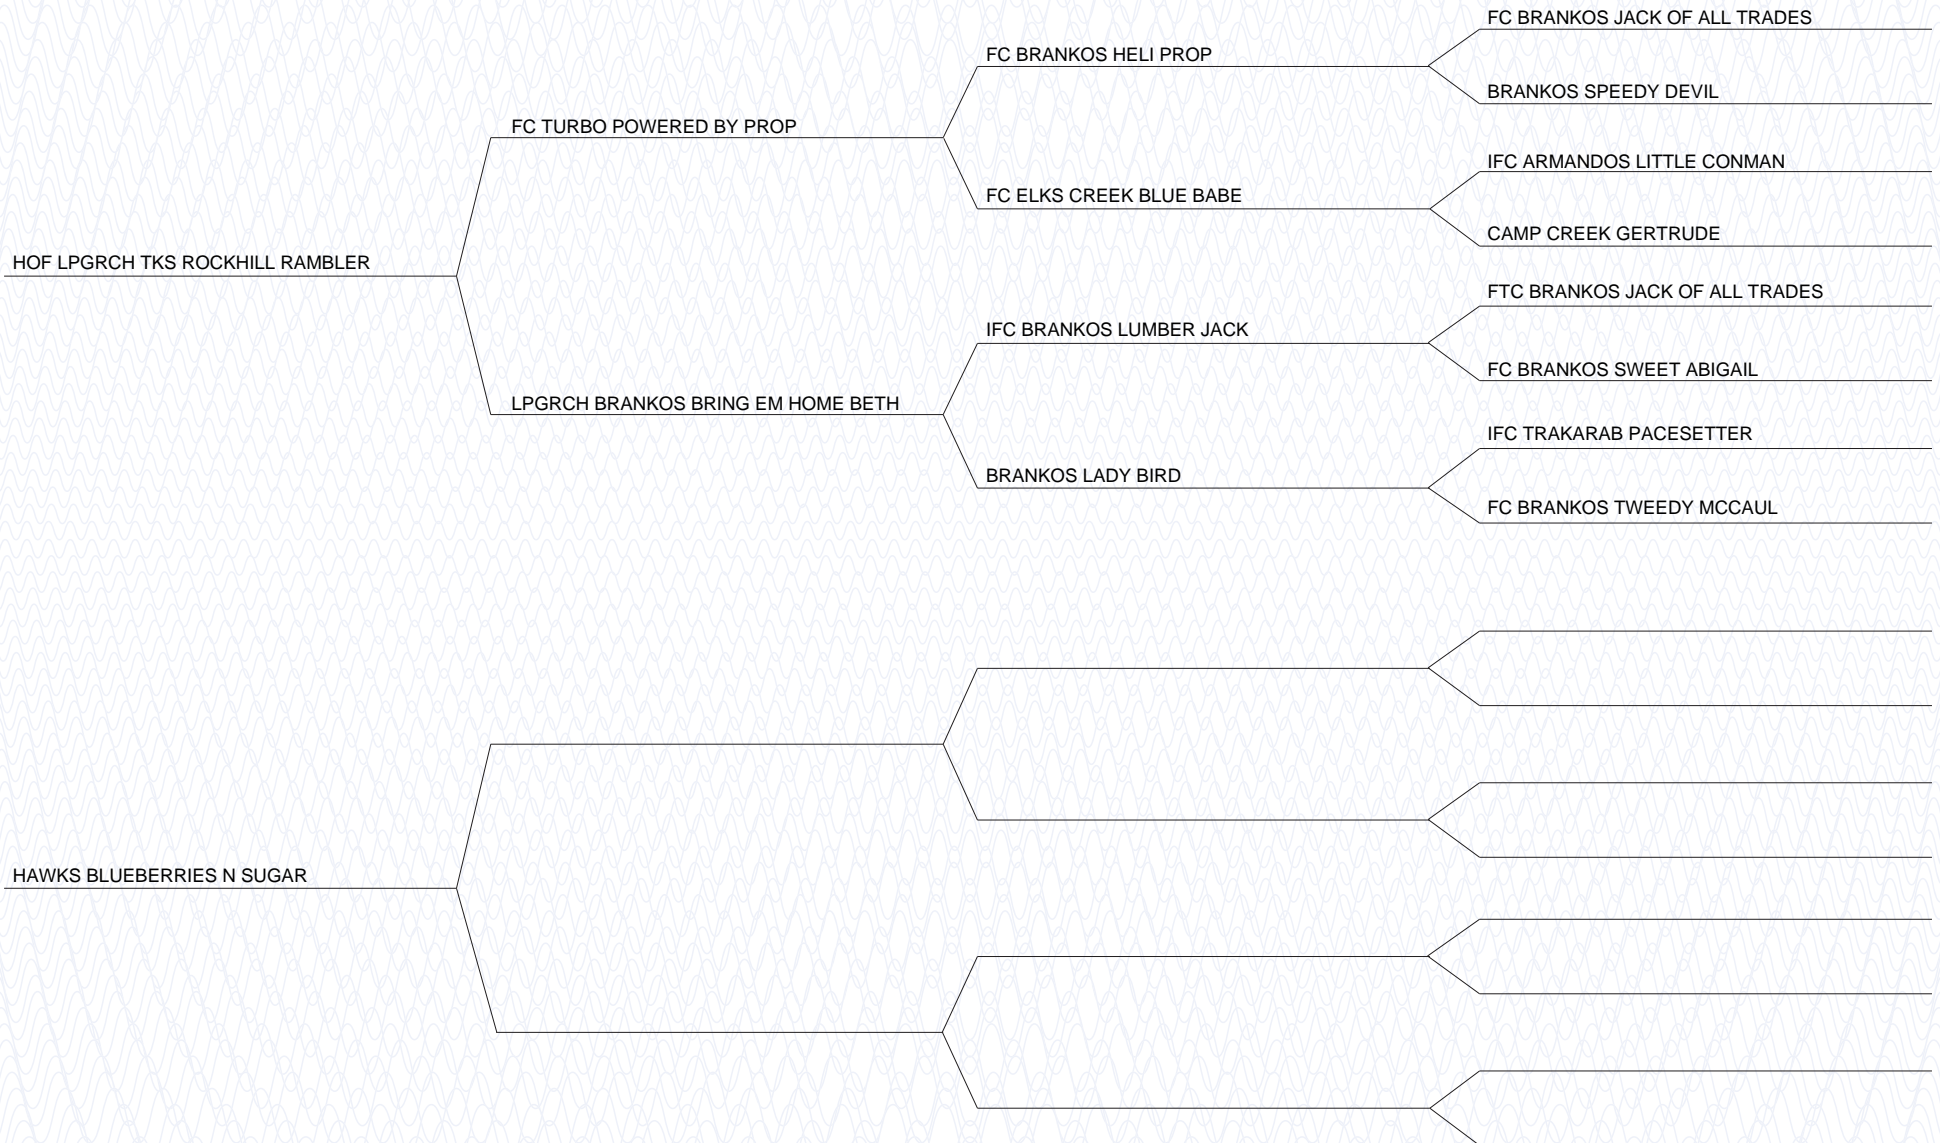 FC BRANKOS JACK OF ALL TRADES
FC BRANKOS HELI PROP
BRANKOS SPEEDY DEVIL
FC TURBO POWERED BY PROP
IFC ARMANDOS LITTLE CONMAN
FC ELKS CREEK BLUE BABE
CAMP CREEK GERTRUDE
HOF LPGRCH TKS ROCKHILL RAMBLER
FTC BRANKOS JACK OF ALL TRADES
IFC BRANKOS LUMBER JACK
FC BRANKOS SWEET ABIGAIL
LPGRCH BRANKOS BRING EM HOME BETH
IFC TRAKARAB PACESETTER
BRANKOS LADY BIRD
FC BRANKOS TWEEDY MCCAUL
HAWKS BLUEBERRIES N SUGAR